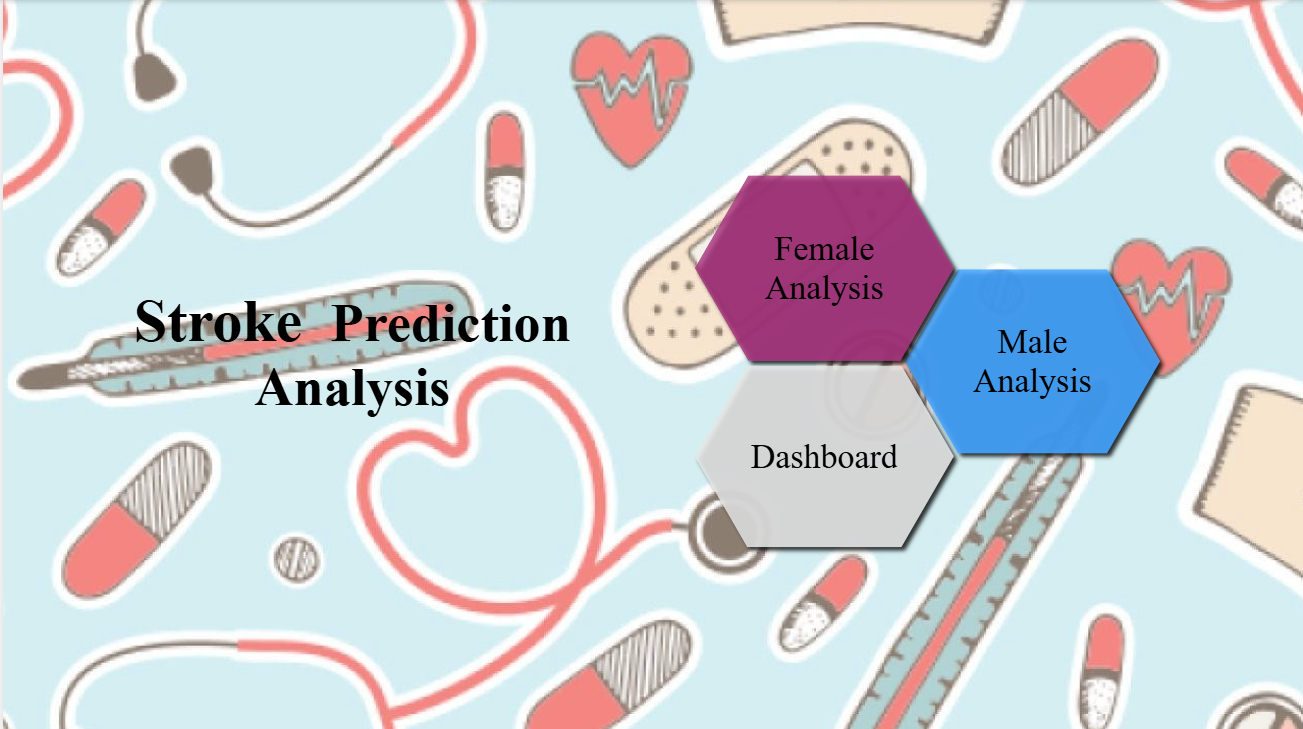 Stroke Prediction
Analysis
Female
Analysis
Male
Analysis
Dashboard